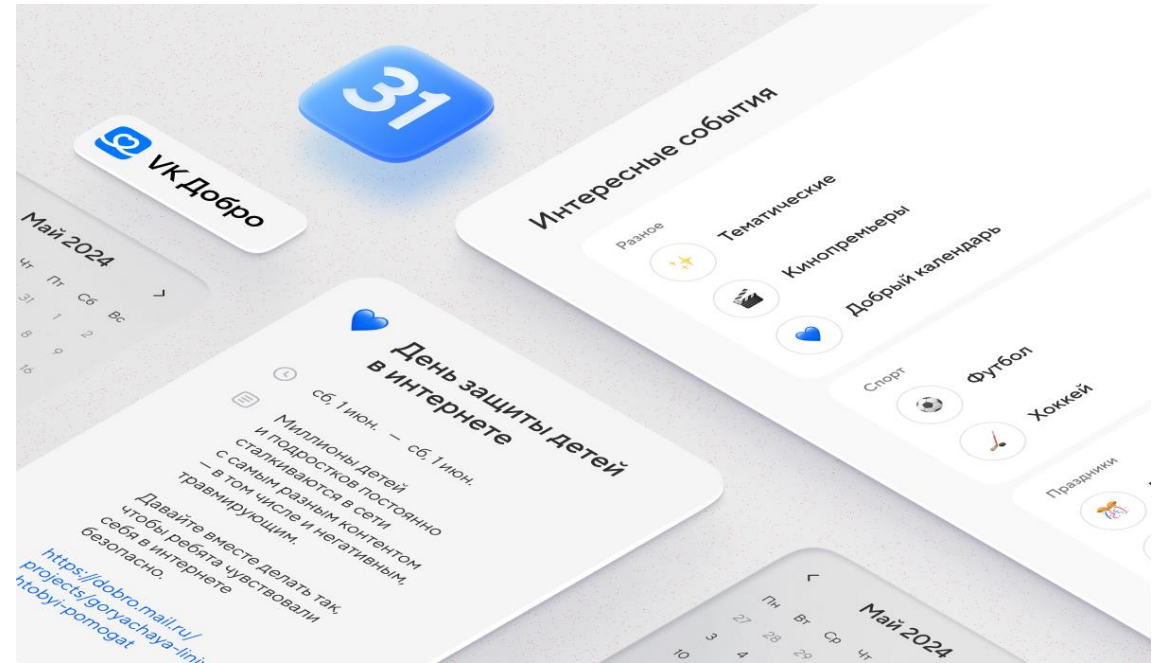 31
VK Добро
Май 2024
Чт Пт Сб Вс
31 1 2
8 9
16
День защиты детей
в интернете
сб, 1 июн. — сб, 1 июн.
Миллионы детей
и подростков постоянно
сталкиваются в сети
с самым разным контентом
— в том числе и негативным,
травмирующим.
Давайте вместе делать так,
чтобы ребята чувствовали
себя в интернете
безопасно.
https://dobro.mail.ru/
projects/goryachaya-lini
htobyi-pomogat
Интересные события
Разное
Тематические
Кинопремьеры
Добрый календарь
Спорт
Футбол
Хоккей
Праздники
Май 2024
Пн Вт Ср Чт
27 28 29
3 4
10